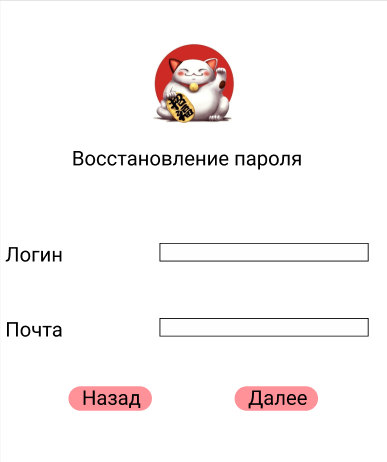 Восстановление пароля
Логин
Почта
Назад Далее